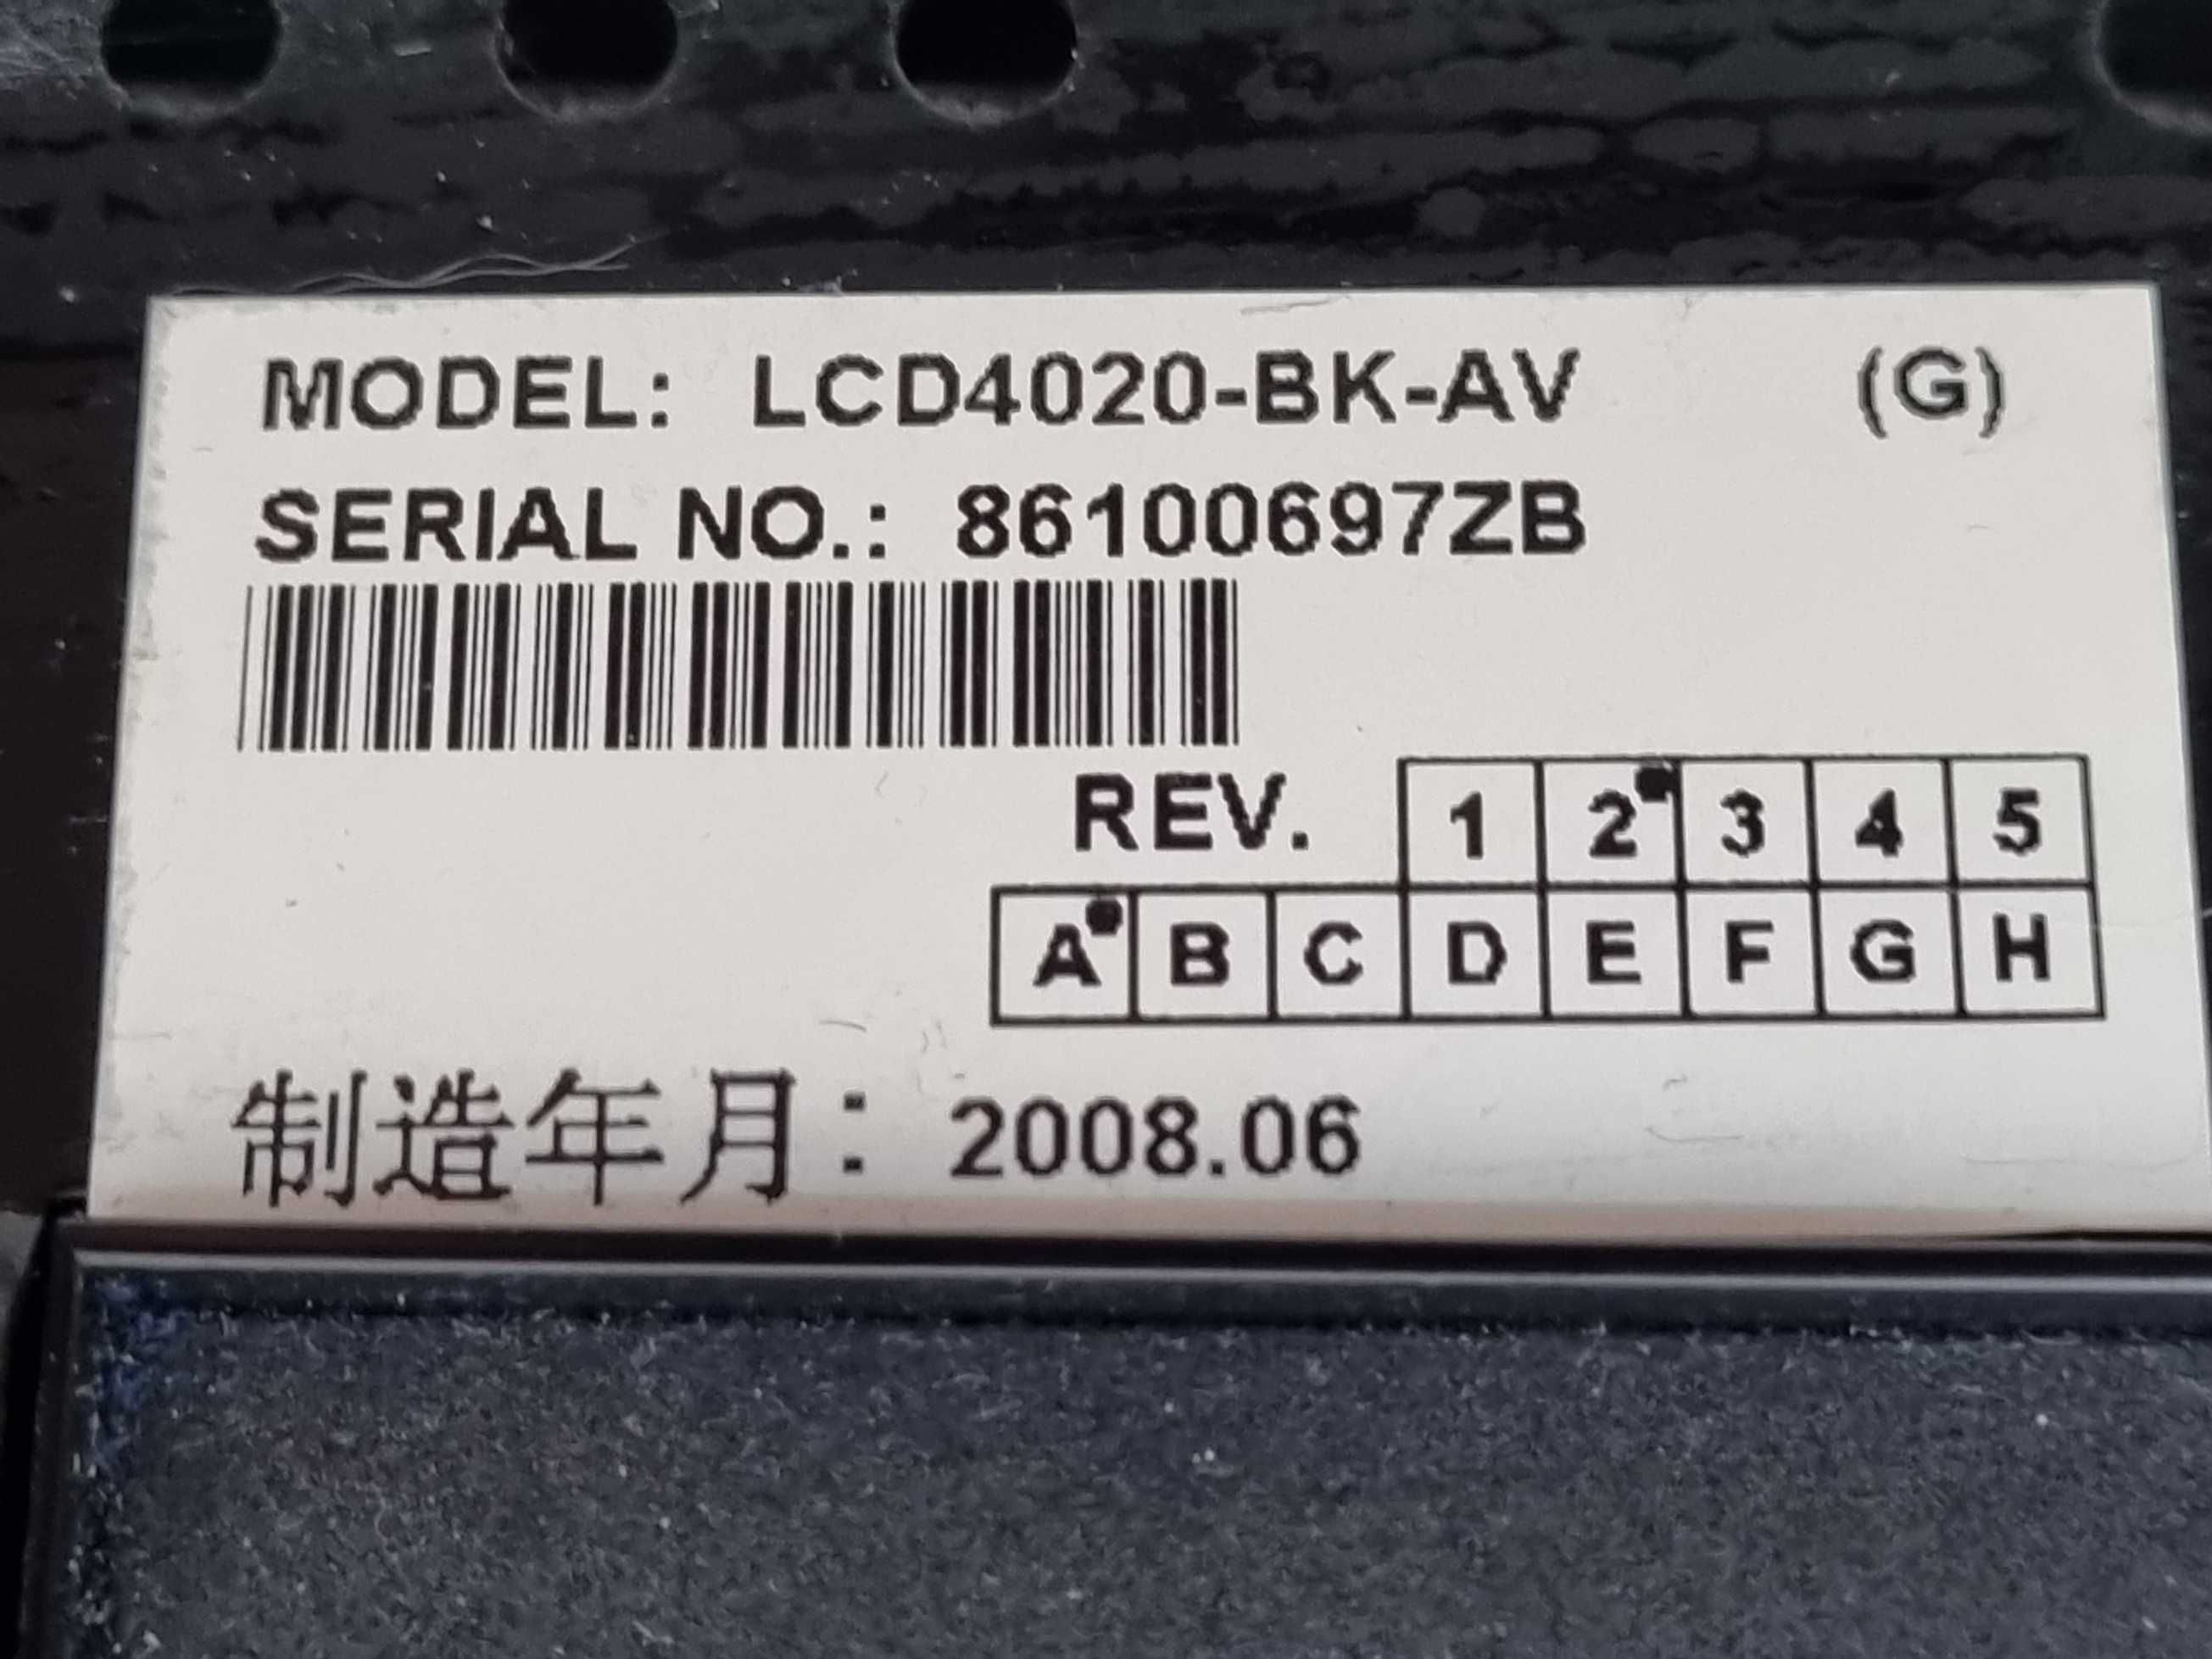 MODEL: LCD4020-BK-AV (G)
SERIAL NO.: 86100697ZB
REV. 1 2 3 4 5
A B C D E F G H
制造年月: 2008.06